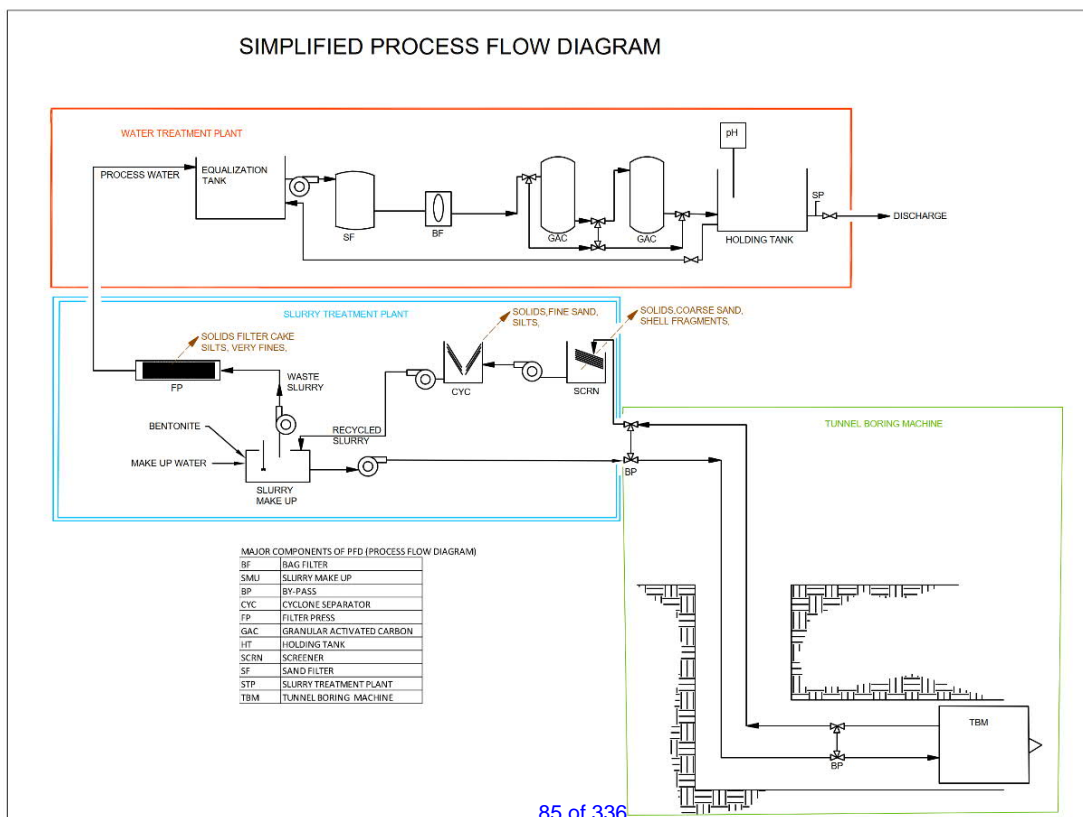 SIMPLIFIED PROCESS FLOW DIAGRAM
WATER TREATMENT PLANT
pH
PROCESS WATER
EQUALIZATION
TANK
SP
DISCHARGE
SF
BF
GAC
GAC
HOLDING TANK
SLURRY TREATMENT PLANT
SOLIDS,FINE SAND,
SILTS,
SOLIDS,COARSE SAND,
SHELL FRAGMENTS,
SOLIDS FILTER CAKE
SILTS, VERY FINES,
FP
WASTE
SLURRY
CYC
SCRN
BENTONITE
RECYCLED
SLURRY
MAKE UP WATER
SLURRY
MAKE UP
BP
TUNNEL BORING MACHINE
MAJOR COMPONENTS OF PFD (PROCESS FLOW DIAGRAM)
BF BAG FILTER
SMU SLURRY MAKE UP
BP BY-PASS
CYC CYCLONE SEPARATOR
FP FILTER PRESS
GAC GRANULAR ACTIVATED CARBON
HT HOLDING TANK
SCRN SCREENER
SF SAND FILTER
STP SLURRY TREATMENT PLANT
TBM TUNNEL BORING MACHINE
TBM
BP
85 of 336